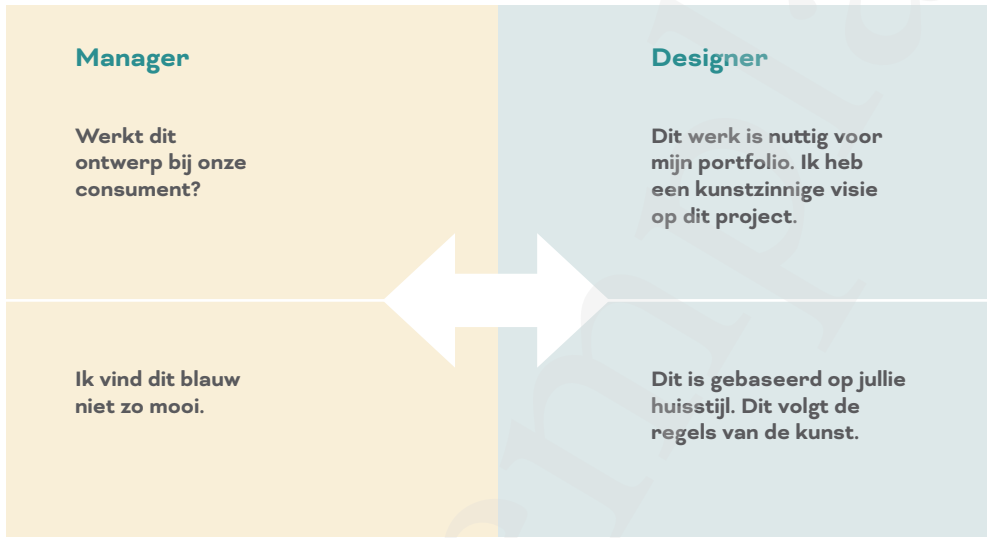 Manager
Designer
Werkt dit
ontwerp bij onze
consument?
Dit werk is nuttig voor
mijn portfolio. Ik heb
een kunstzinnige visie
op dit project.
Ik vind dit blauw
niet zo mooi.
Dit is gebaseerd op jullie
huisstijl. Dit volgt de
regels van de kunst.